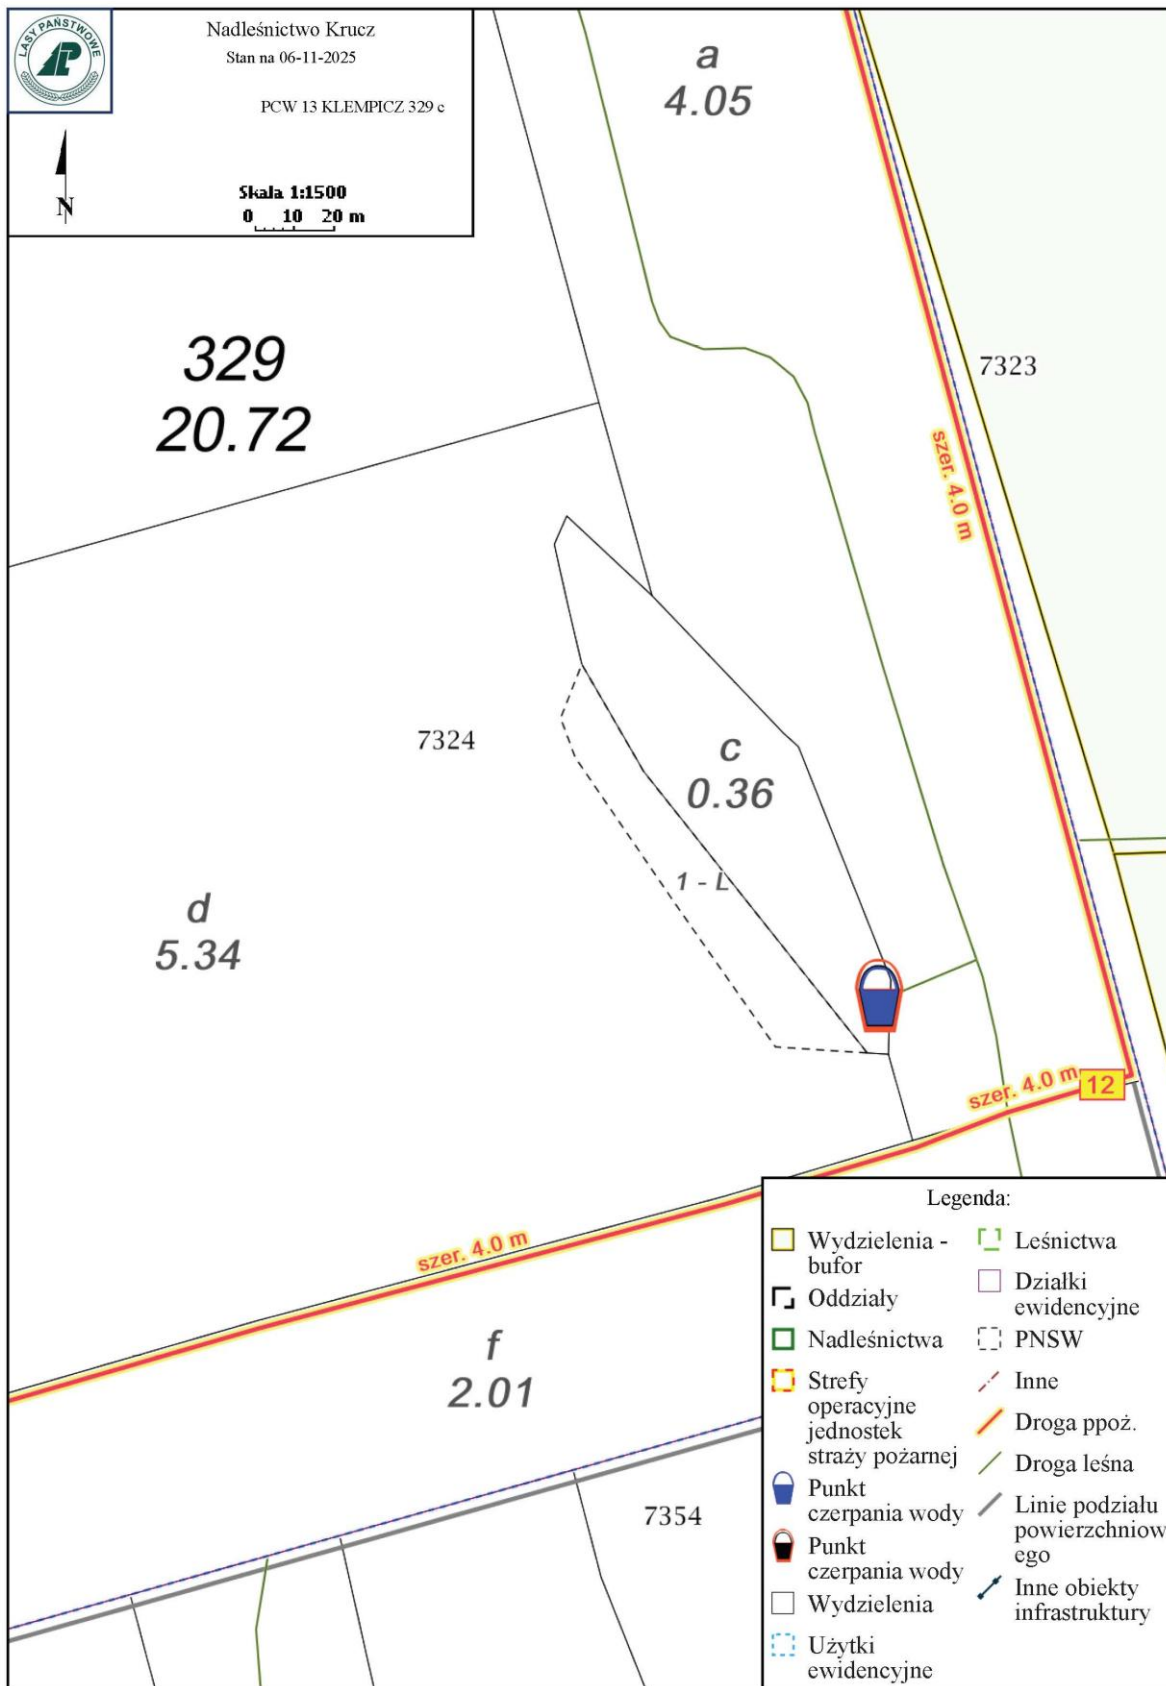 LASY PAŃSTWOWE
Nadleśnictwo Krucz
Stan na 06-11-2025
PCW 13 KLEMPICZ 329 c
N
Skala 1:1500
0 10 20 m
a
4.05
329
20.72
7323
szer. 4.0 m
7324
c
0.36
1 - L
d
5.34
szer. 4.0 m
12
szer. 4.0 m
f
2.01
7354
Legenda:
Wydzielenia -
bufor
Oddziały
Nadleśnictwa
Strefy
operacyjne
jednostek
straży pożarnej
Punkt
czerpania wody
Punkt
czerpania wody
Wydzielenia
Użytki
ewidencyjne
Leśnictwa
Działki
ewidencyjne
PNSW
Inne
Droga ppoż.
Droga leśna
Linie podziału
powierzchniow
ego
Inne obiekty
infrastruktury